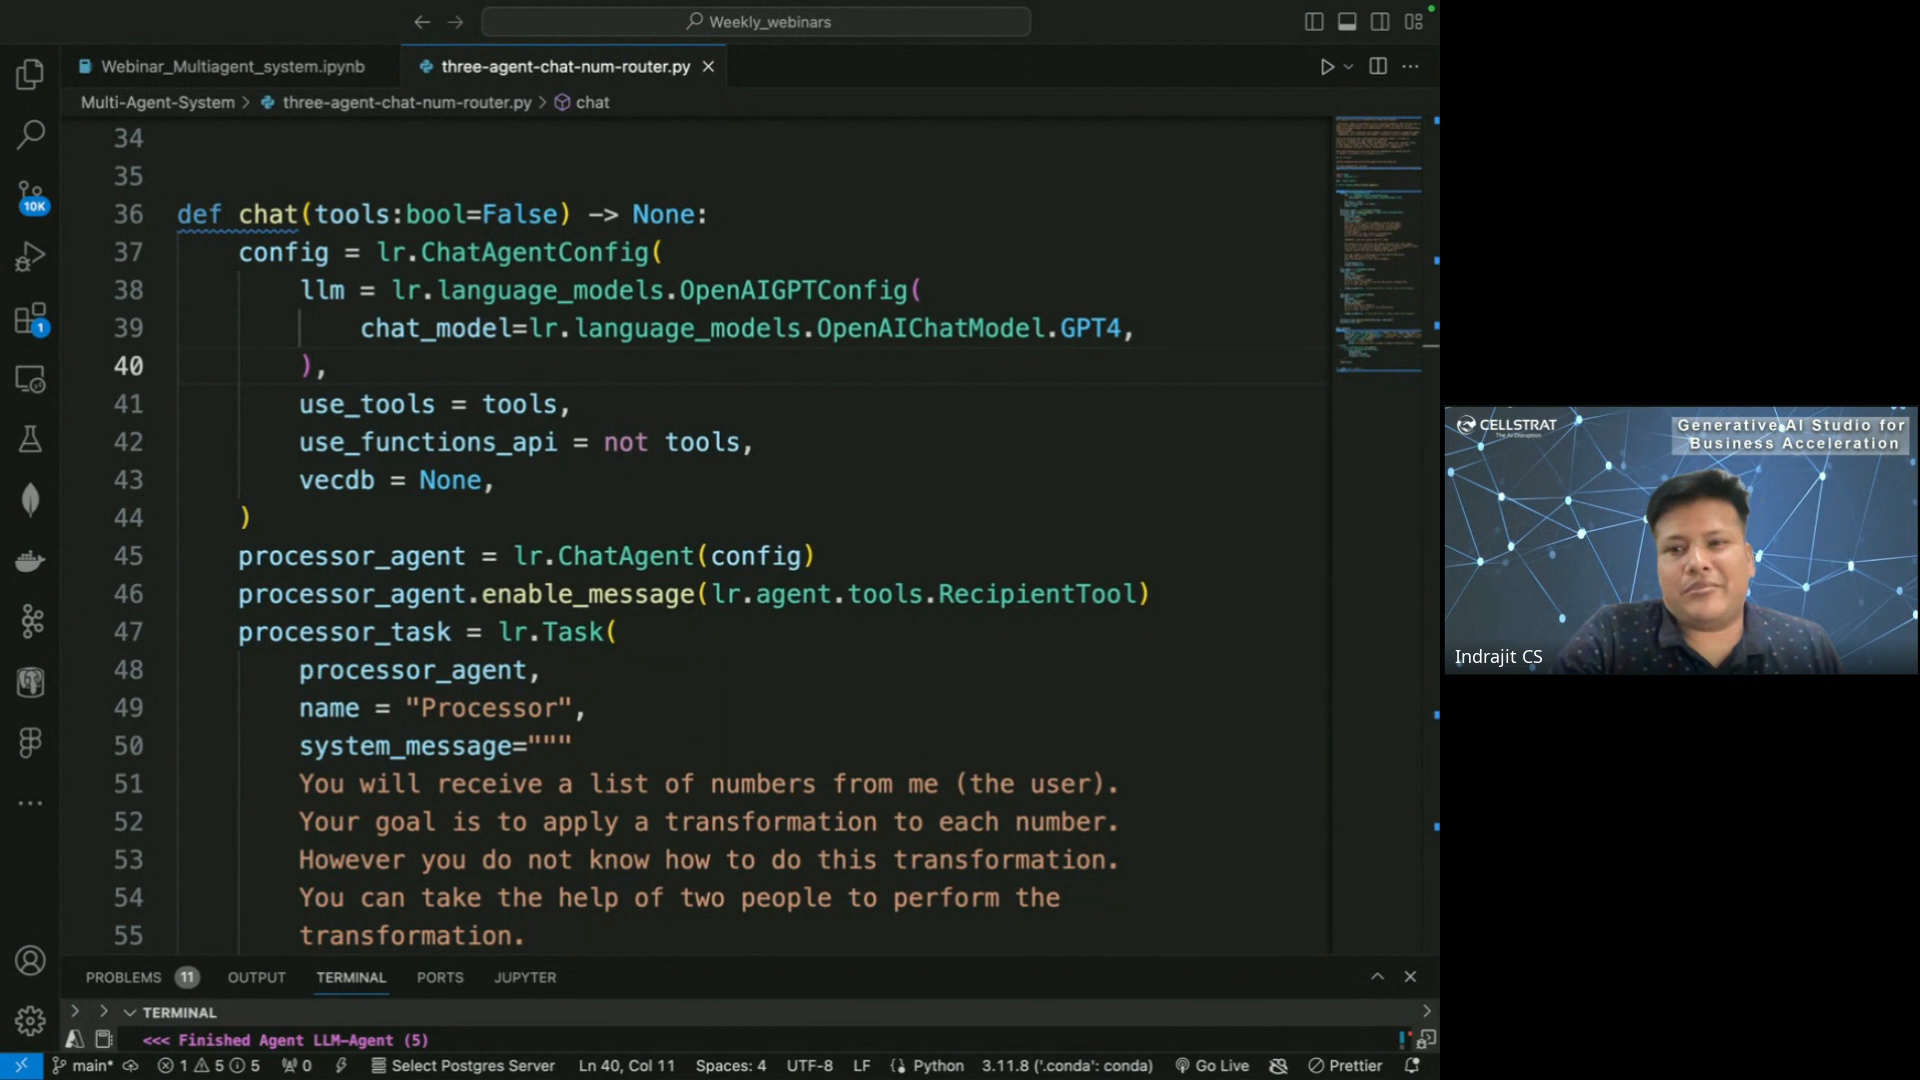 Weekly_webinars
Webinar_Multiagent_system.ipynb
three-agent-chat-num-router.py
Multi-Agent-System > three-agent-chat-num-router.py > chat
34
35
36 def chat(tools:bool=False) -> None:
37 config = lr.ChatAgentConfig(
38 llm = lr.language_models.OpenAIGPTConfig(
39 chat_model=lr.language_models.OpenAIChatModel.GPT4,
40 ),
41 use_tools = tools,
42 use_functions_api = not tools,
43 vecdb = None,
44 )
45 processor_agent = lr.ChatAgent(config)
46 processor_agent.enable_message(lr.agent.tools.RecipientTool)
47 processor_task = lr.Task(
48 processor_agent,
49 name = "Processor",
50 system_message="""
51 You will receive a list of numbers from me (the user).
52 Your goal is to apply a transformation to each number.
53 However you do not know how to do this transformation.
54 You can take the help of two people to perform the
55 transformation.
10K
1
PROBLEMS 11 OUTPUT TERMINAL PORTS JUPYTER
TERMINAL
<<< Finished Agent LLM-Agent (5)
main* 1 5 5 0 Select Postgres Server Ln 40, Col 11 Spaces: 4 UTF-8 LF Python 3.11.8 ('.conda': conda) Go Live Prettier
CELLSTRAT
The AI Disruption
Generative AI Studio for
Business Acceleration
Indrajit CS